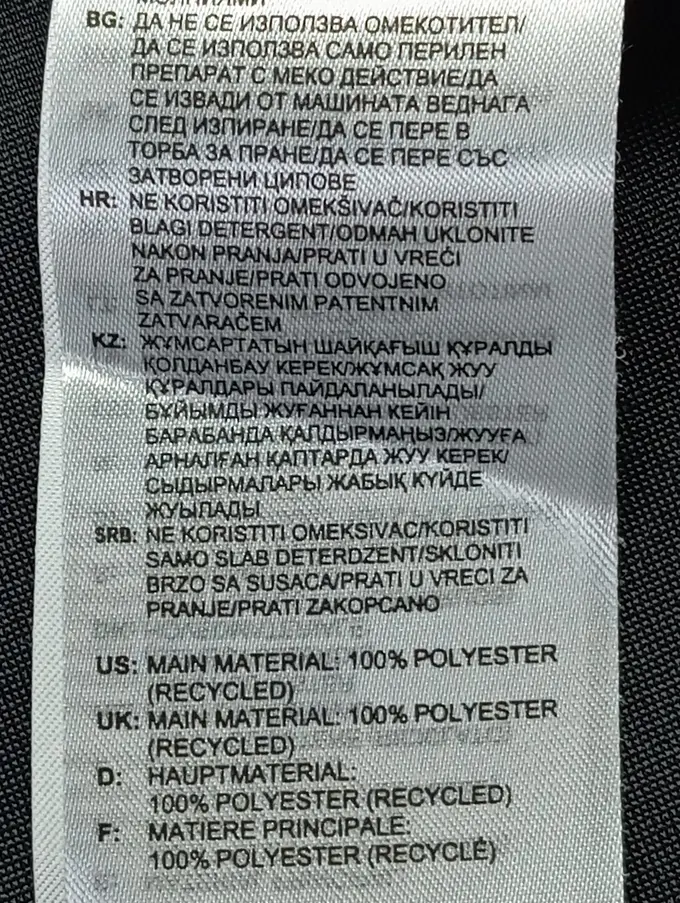 BG: ДА НЕ СЕ ИЗПОЛЗВА ОМЕКОТИТЕЛ/
ДА СЕ ИЗПОЛЗВА САМО ПЕРИЛЕН
ПРЕПАРАТ С МЕКО ДЕЙСТВИЕ/ДА
СЕ ИЗВАДИ ОТ МАШИНАТА ВЕДНАГА
СЛЕД ИЗПИРАНЕ/ДА СЕ ПЕРЕ В
ТОРБА ЗА ПРАНЕ/ДА СЕ ПЕРЕ СЪС
ЗАТВОРЕНИ ЦИПОВЕ
HR: NE KORISTITI OMEKŠIVAČ/KORISTITI
BLAGI DETERGENT/ODMAH UKLONITE
NAKON PRANJA/PRATI U VREĆI
ZA PRANJE/PRATI ODVOJENO
SA ZATVORENIM PATENTNIM
ZATVARAČEM
KZ: ЖҰМСАРТАТЫН ШАЙҚАҒЫШ ҚҰРАЛДЫ
ҚОЛДАНБАУ КЕРЕК/ЖҰМСАҚ ЖУУ
ҚҰРАЛДАРЫ ПАЙДАЛАНЫЛАДЫ/
БҰЙЫМДЫ ЖУҒАННАН КЕЙІН
БАРАБАНДА ҚАЛДЫРМАҢЫЗ/ЖУУҒА
АРНАЛҒАН ҚАПТАРДА ЖУУ КЕРЕК/
СЫДЫРМАЛАРЫ ЖАБЫҚ КҮЙДЕ
ЖУЫЛАДЫ
SRB: NE KORISTITI OMEKSIVAC/KORISTITI
SAMO SLAB DETERDZENT/SKLONITI
BRZO SA SUSACA/PRATI U VRECI ZA
PRANJE/PRATI ZAKOPCANO
US: MAIN MATERIAL: 100% POLYESTER
(RECYCLED)
UK: MAIN MATERIAL: 100% POLYESTER
(RECYCLED)
D: HAUPTMATERIAL:
100% POLYESTER (RECYCLED)
F: MATIERE PRINCIPALE:
100% POLYESTER (RECYCLÉ)